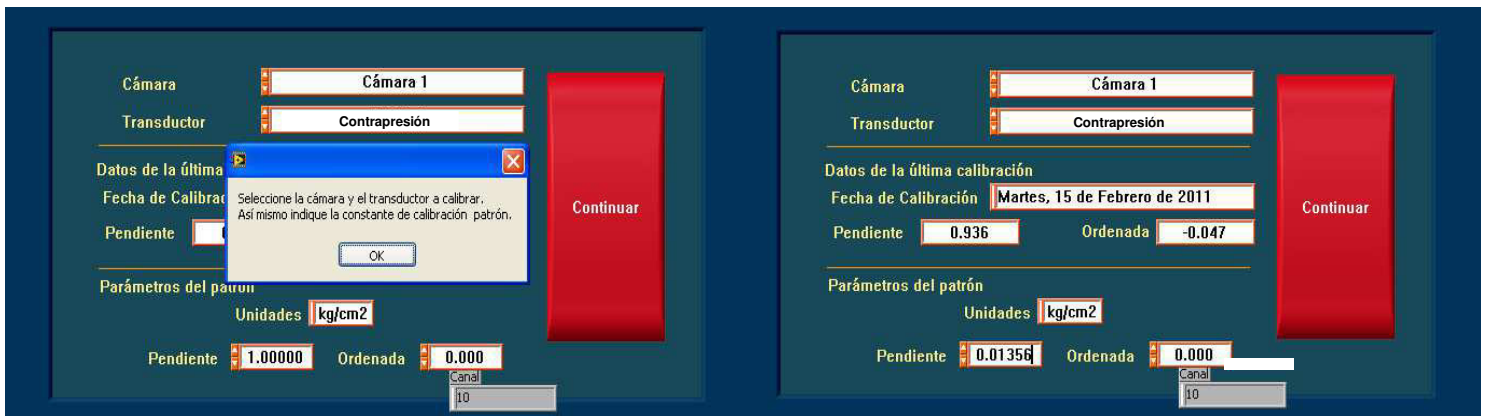 Cámara Cámara 1
Transductor Contrapresión
Datos de la última
Fecha de Calibrac
Seleccione la cámara y el transductor a calibrar.
Así mismo indique la constante de calibración patrón.
OK
Pendiente
Parámetros del patrón
Unidades kg/cm2
Pendiente 1.00000 Ordenada 0.000
Canal
10
Continuar
Cámara Cámara 1
Transductor Contrapresión
Datos de la última calibración
Fecha de Calibración Martes, 15 de Febrero de 2011
Pendiente 0.936 Ordenada -0.047
Parámetros del patrón
Unidades kg/cm2
Pendiente 0.01356 Ordenada 0.000
Canal
10
Continuar